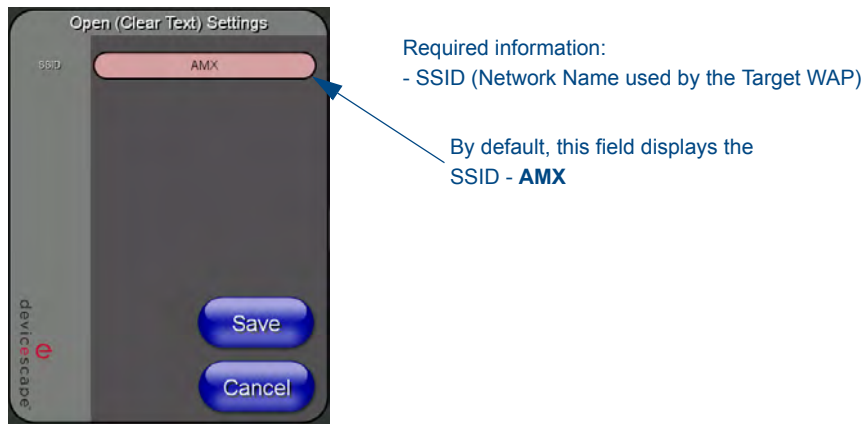 Open (Clear Text) Settings
SSID
AMX
Save
Cancel
devicescape
e
Required information:
- SSID (Network Name used by the Target WAP)
By default, this field displays the
SSID - AMX